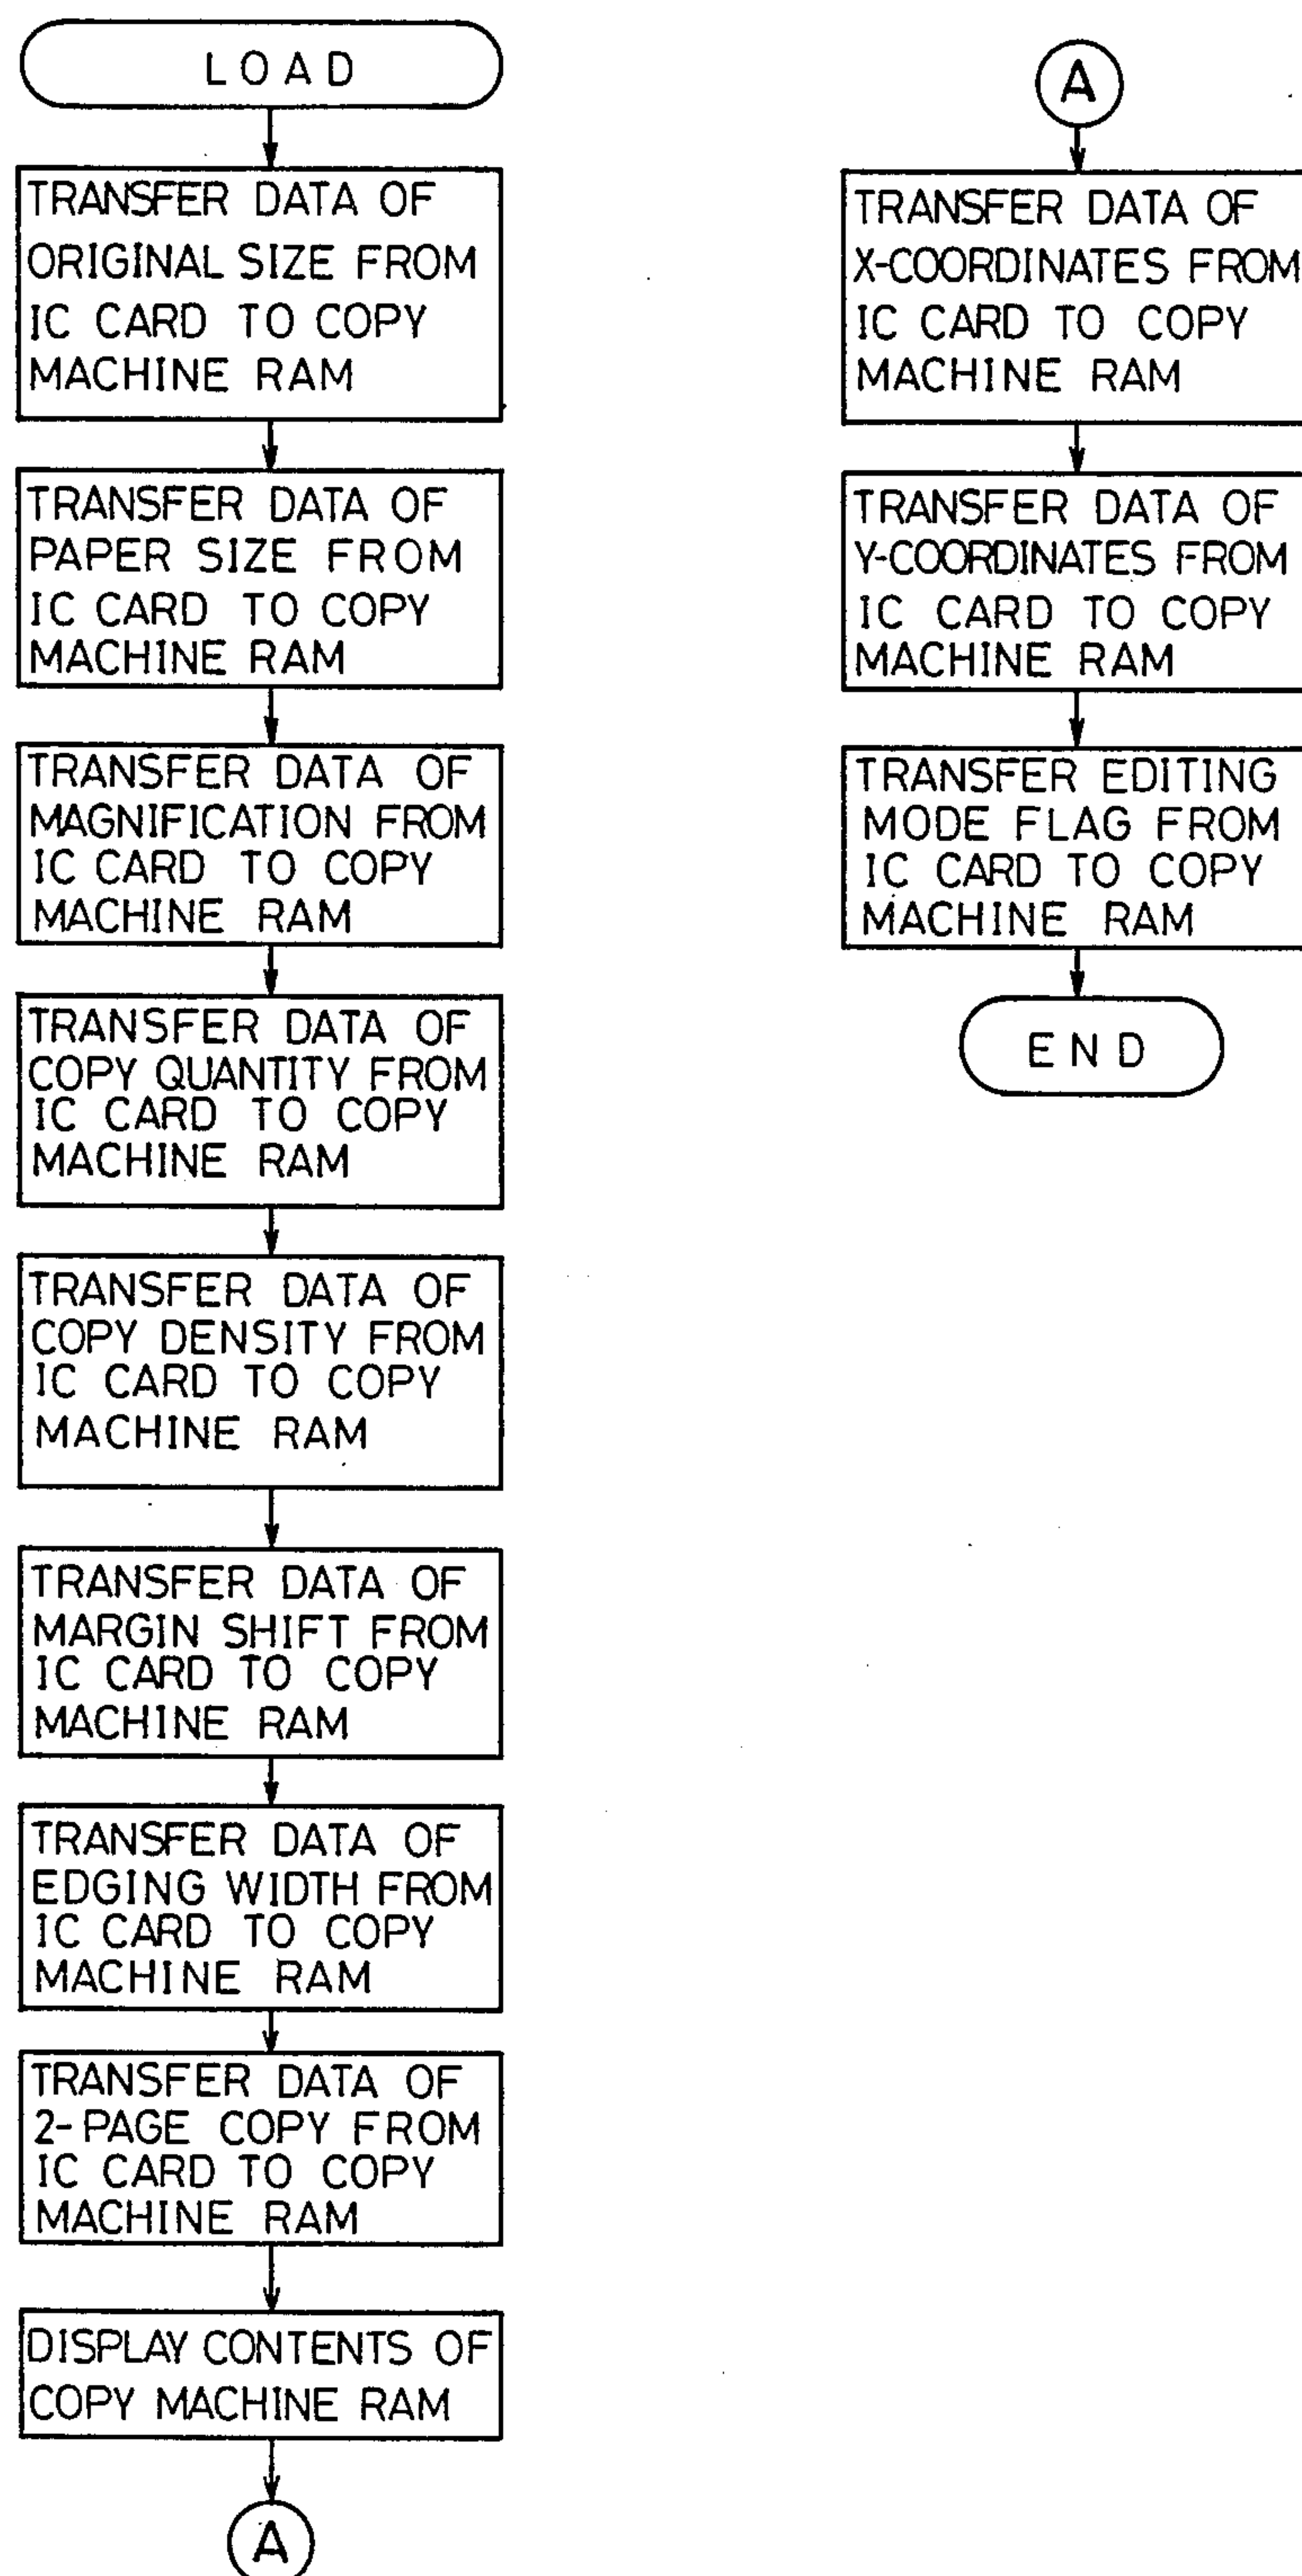 LOAD
TRANSFER DATA OF
ORIGINAL SIZE FROM
IC CARD TO COPY
MACHINE RAM
TRANSFER DATA OF
PAPER SIZE FROM
IC CARD TO COPY
MACHINE RAM
TRANSFER DATA OF
MAGNIFICATION FROM
IC CARD TO COPY
MACHINE RAM
TRANSFER DATA OF
COPY QUANTITY FROM
IC CARD TO COPY
MACHINE RAM
TRANSFER DATA OF
COPY DENSITY FROM
IC CARD TO COPY
MACHINE RAM
TRANSFER DATA OF
MARGIN SHIFT FROM
IC CARD TO COPY
MACHINE RAM
TRANSFER DATA OF
EDGING WIDTH FROM
IC CARD TO COPY
MACHINE RAM
TRANSFER DATA OF
2-PAGE COPY FROM
IC CARD TO COPY
MACHINE RAM
DISPLAY CONTENTS OF
COPY MACHINE RAM
A
A
TRANSFER DATA OF
X-COORDINATES FROM
IC CARD TO COPY
MACHINE RAM
TRANSFER DATA OF
Y-COORDINATES FROM
IC CARD TO COPY
MACHINE RAM
TRANSFER EDITING
MODE FLAG FROM
IC CARD TO COPY
MACHINE RAM
END